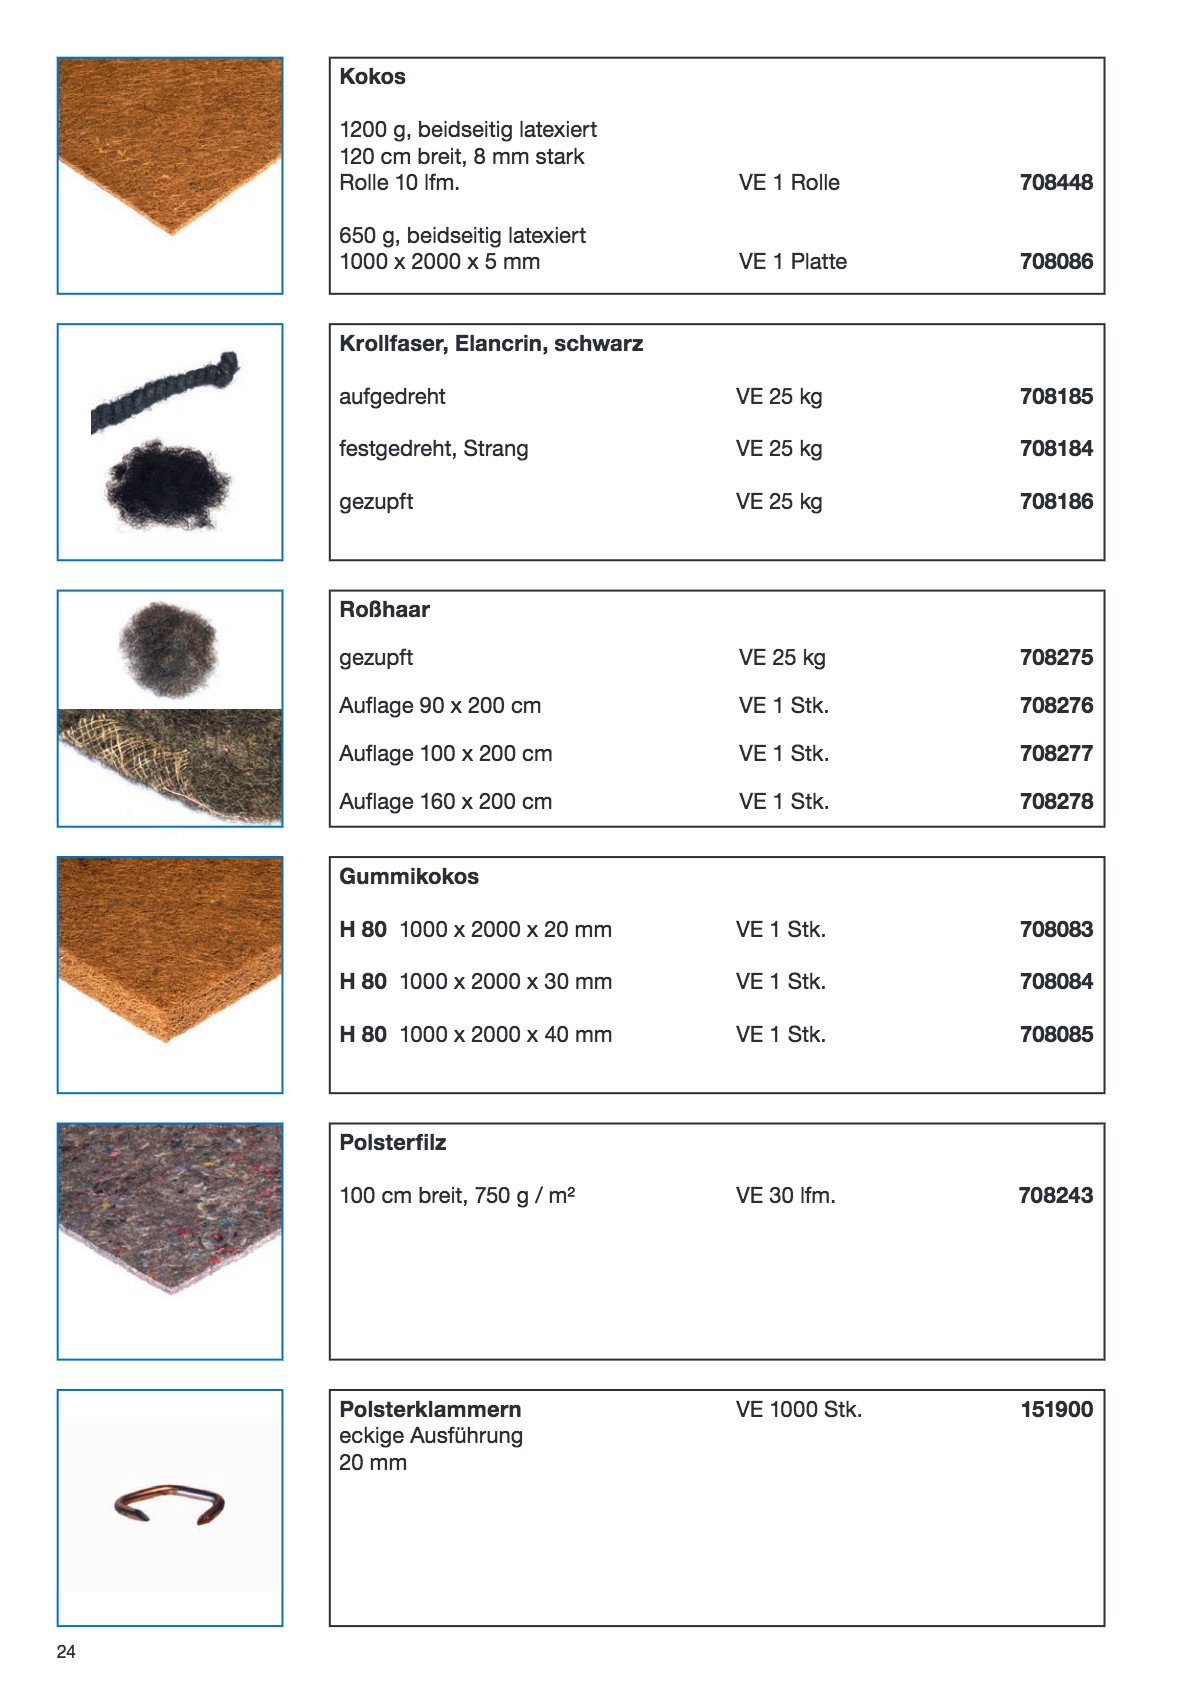 Kokos
1200 g, beidseitig latexiert
120 cm breit, 8 mm stark
Rolle 10 lfm. VE 1 Rolle 708448
650 g, beidseitig latexiert
1000 x 2000 x 5 mm VE 1 Platte 708086
Krollfaser, Elancrin, schwarz
aufgedreht VE 25 kg 708185
festgedreht, Strang VE 25 kg 708184
gezupft VE 25 kg 708186
Roßhaar
gezupft VE 25 kg 708275
Auflage 90 x 200 cm VE 1 Stk. 708276
Auflage 100 x 200 cm VE 1 Stk. 708277
Auflage 160 x 200 cm VE 1 Stk. 708278
Gummikokos
H 80 1000 x 2000 x 20 mm VE 1 Stk. 708083
H 80 1000 x 2000 x 30 mm VE 1 Stk. 708084
H 80 1000 x 2000 x 40 mm VE 1 Stk. 708085
Polsterfilz
100 cm breit, 750 g / m² VE 30 lfm. 708243
Polsterklammern VE 1000 Stk. 151900
eckige Ausführung
20 mm
24